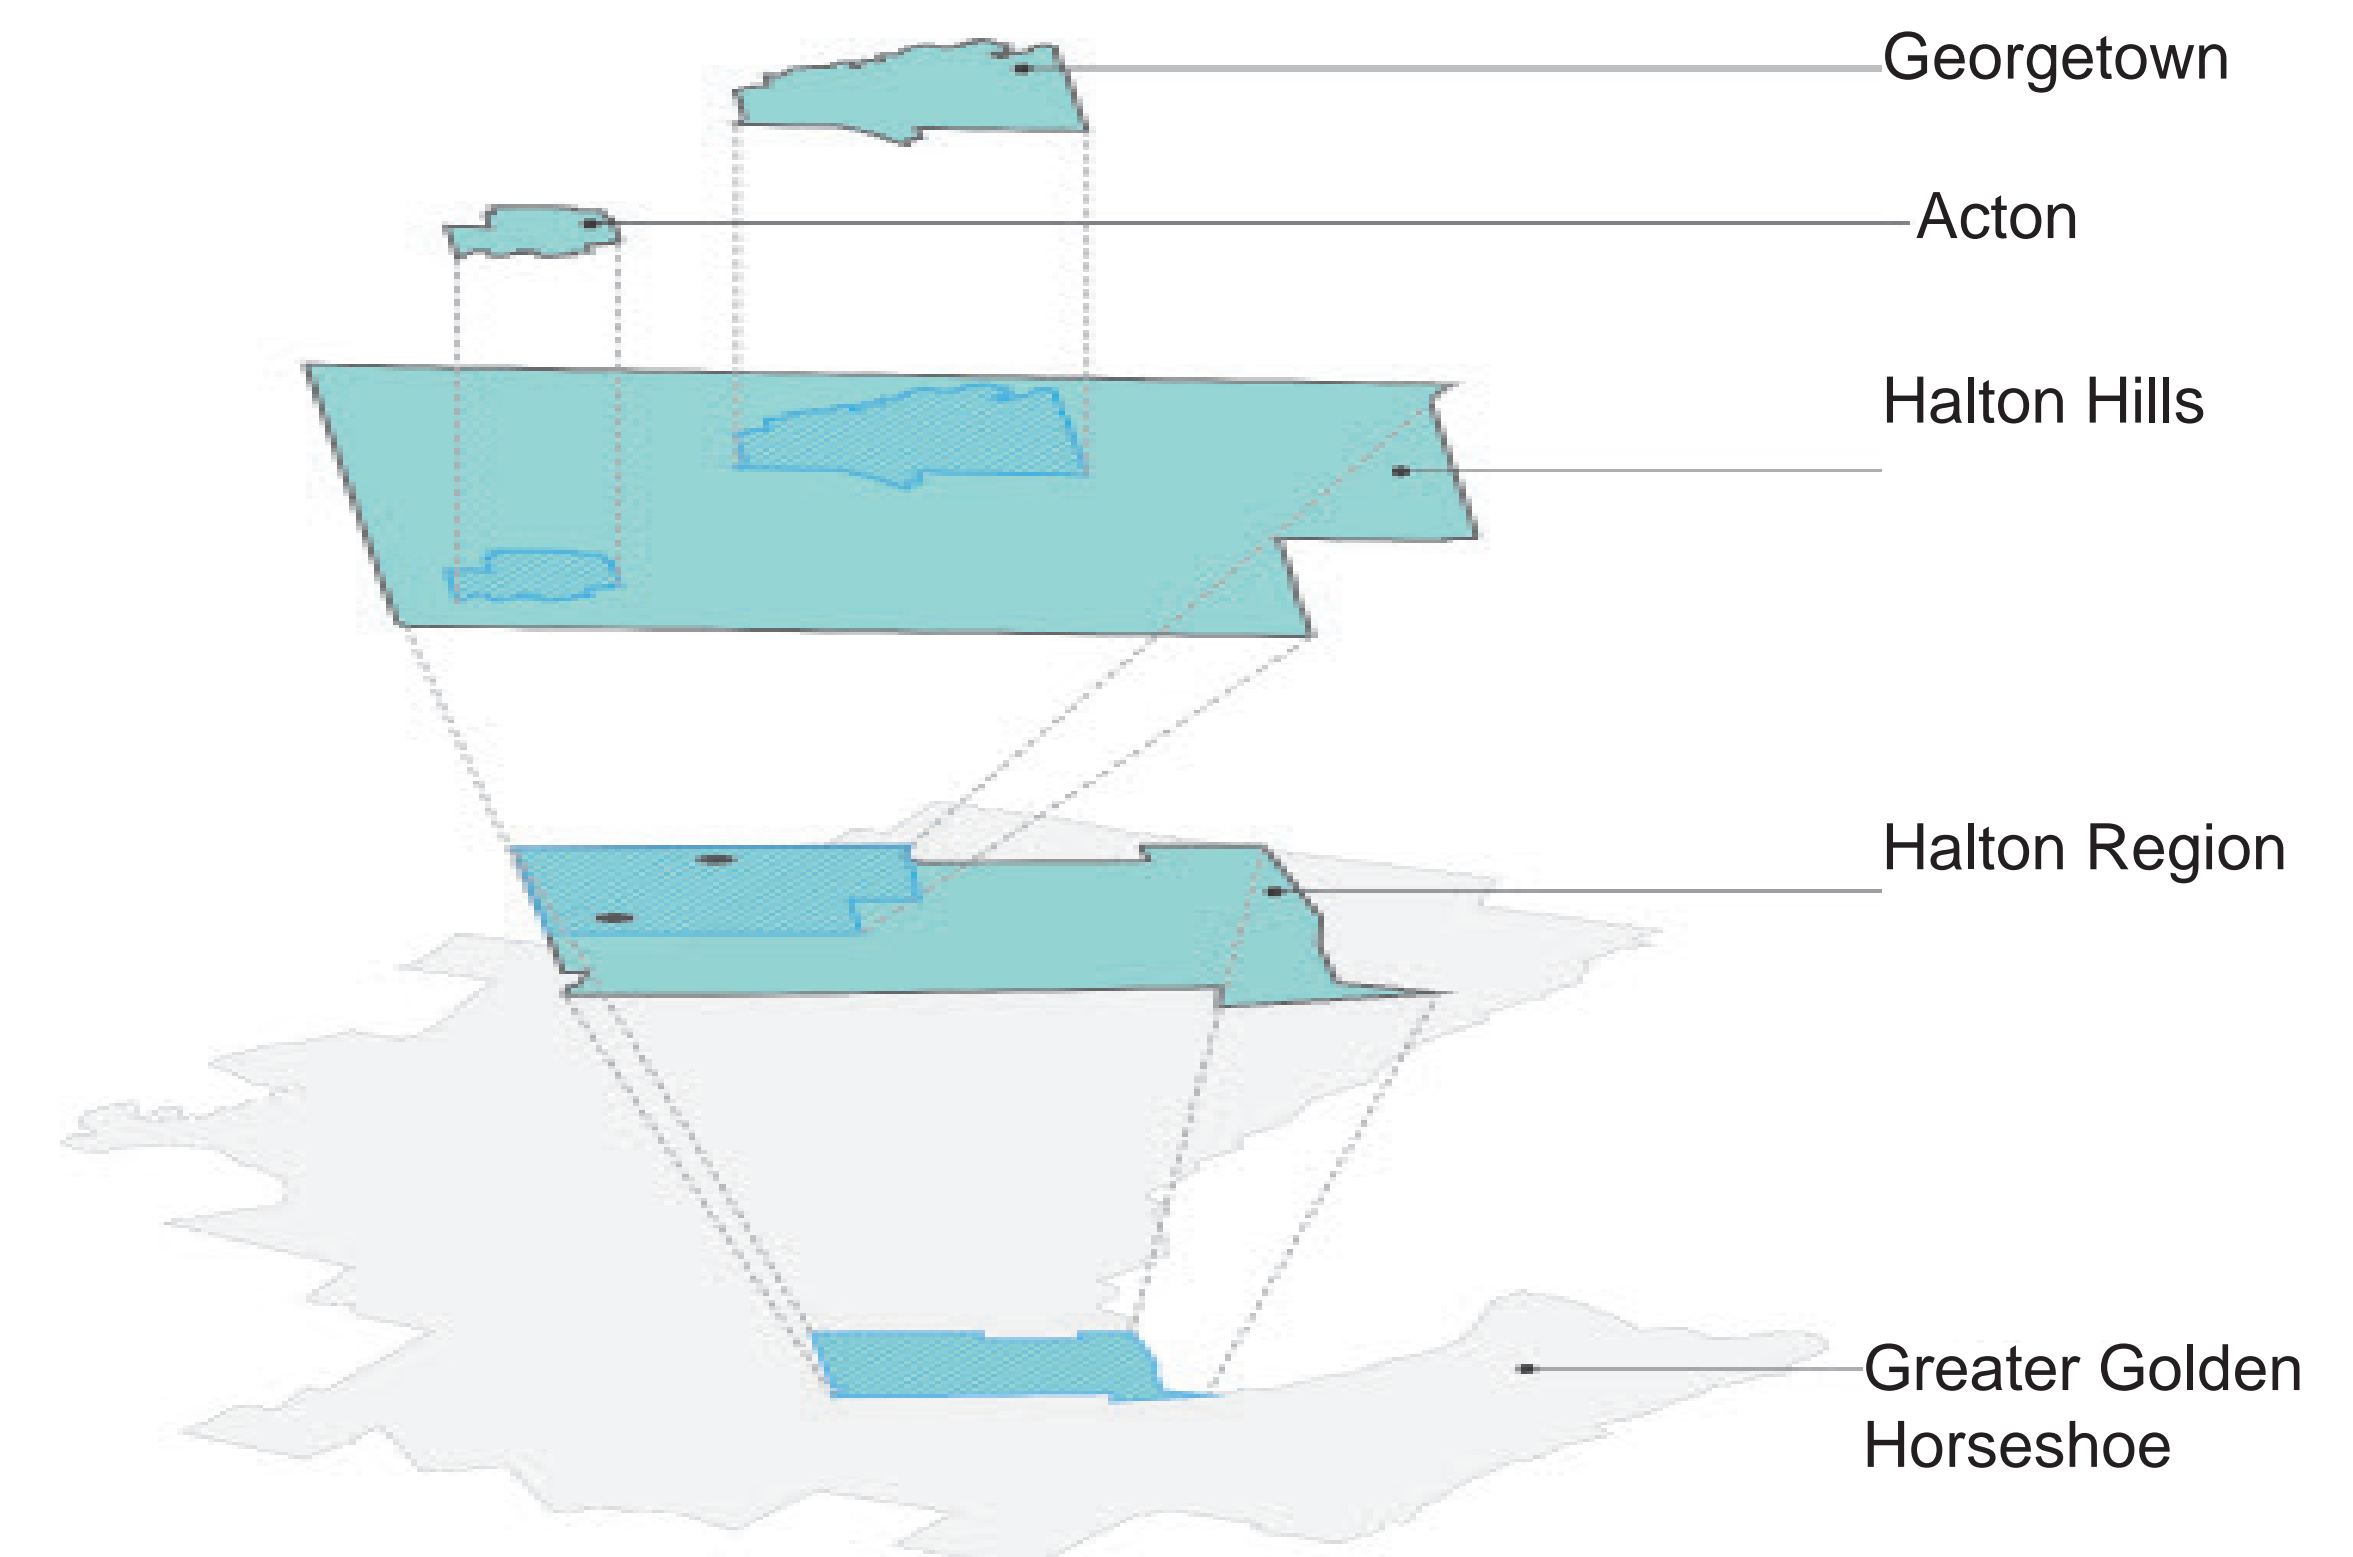 Georgetown
Acton
Halton Hills
Halton Region
Greater Golden
Horseshoe